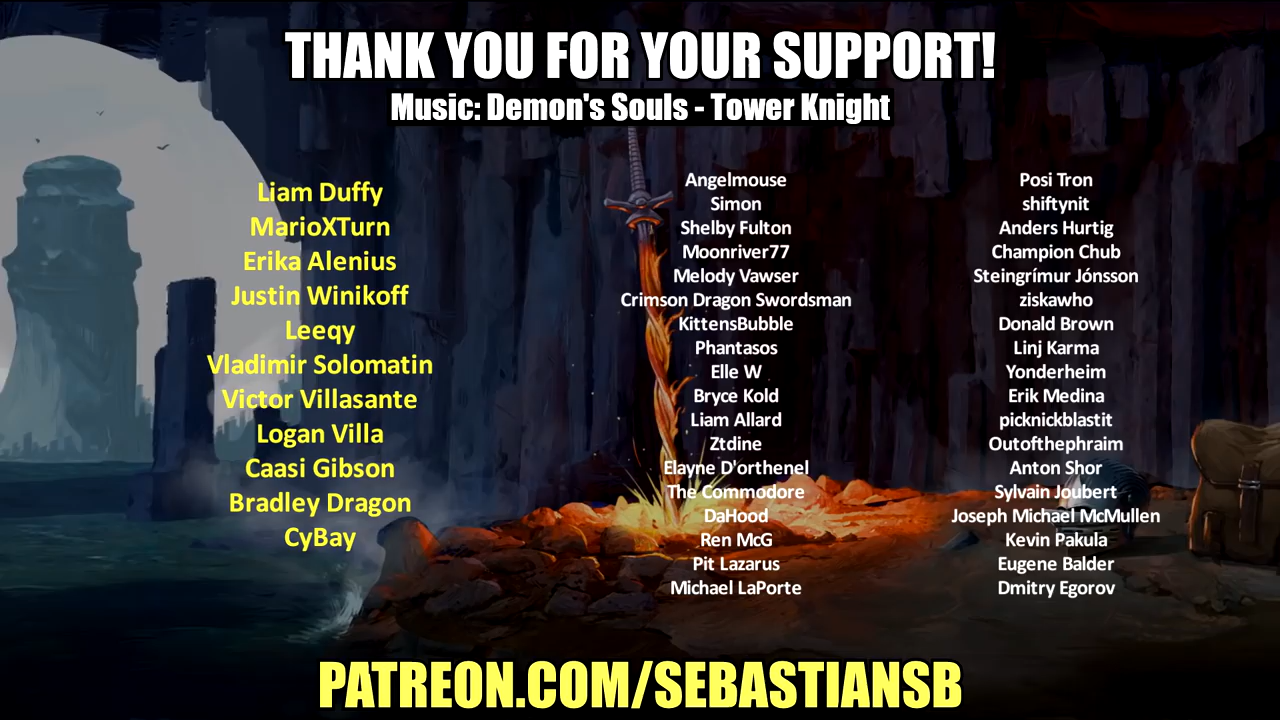 THANK YOU FOR YOUR SUPPORT!
Music: Demon's Souls - Tower Knight
Liam Duffy
MarioXTurn
Erika Alenius
Justin Winikoff
Leeqy
Vladimir Solomatin
Victor Villasante
Logan Villa
Caasi Gibson
Bradley Dragon
CyBay
Angelmouse
Simon
Shelby Fulton
Moonriver77
Melody Vawser
Crimson Dragon Swordsman
KittensBubble
Phantasos
Elle W
Bryce Kold
Liam Allard
Ztdine
Elayne D'orthenel
The Commodore
DaHood
Ren McG
Pit Lazarus
Michael LaPorte
Posi Tron
shiftynit
Anders Hurtig
Champion Chub
Steingrímur Jónsson
ziskawho
Donald Brown
Linj Karma
Yonderheim
Erik Medina
picknickblastit
Outofthephraim
Anton Shor
Sylvain Joubert
Joseph Michael McMullen
Kevin Pakula
Eugene Balder
Dmitry Egorov
PATREON.COM/SEBASTIANSB